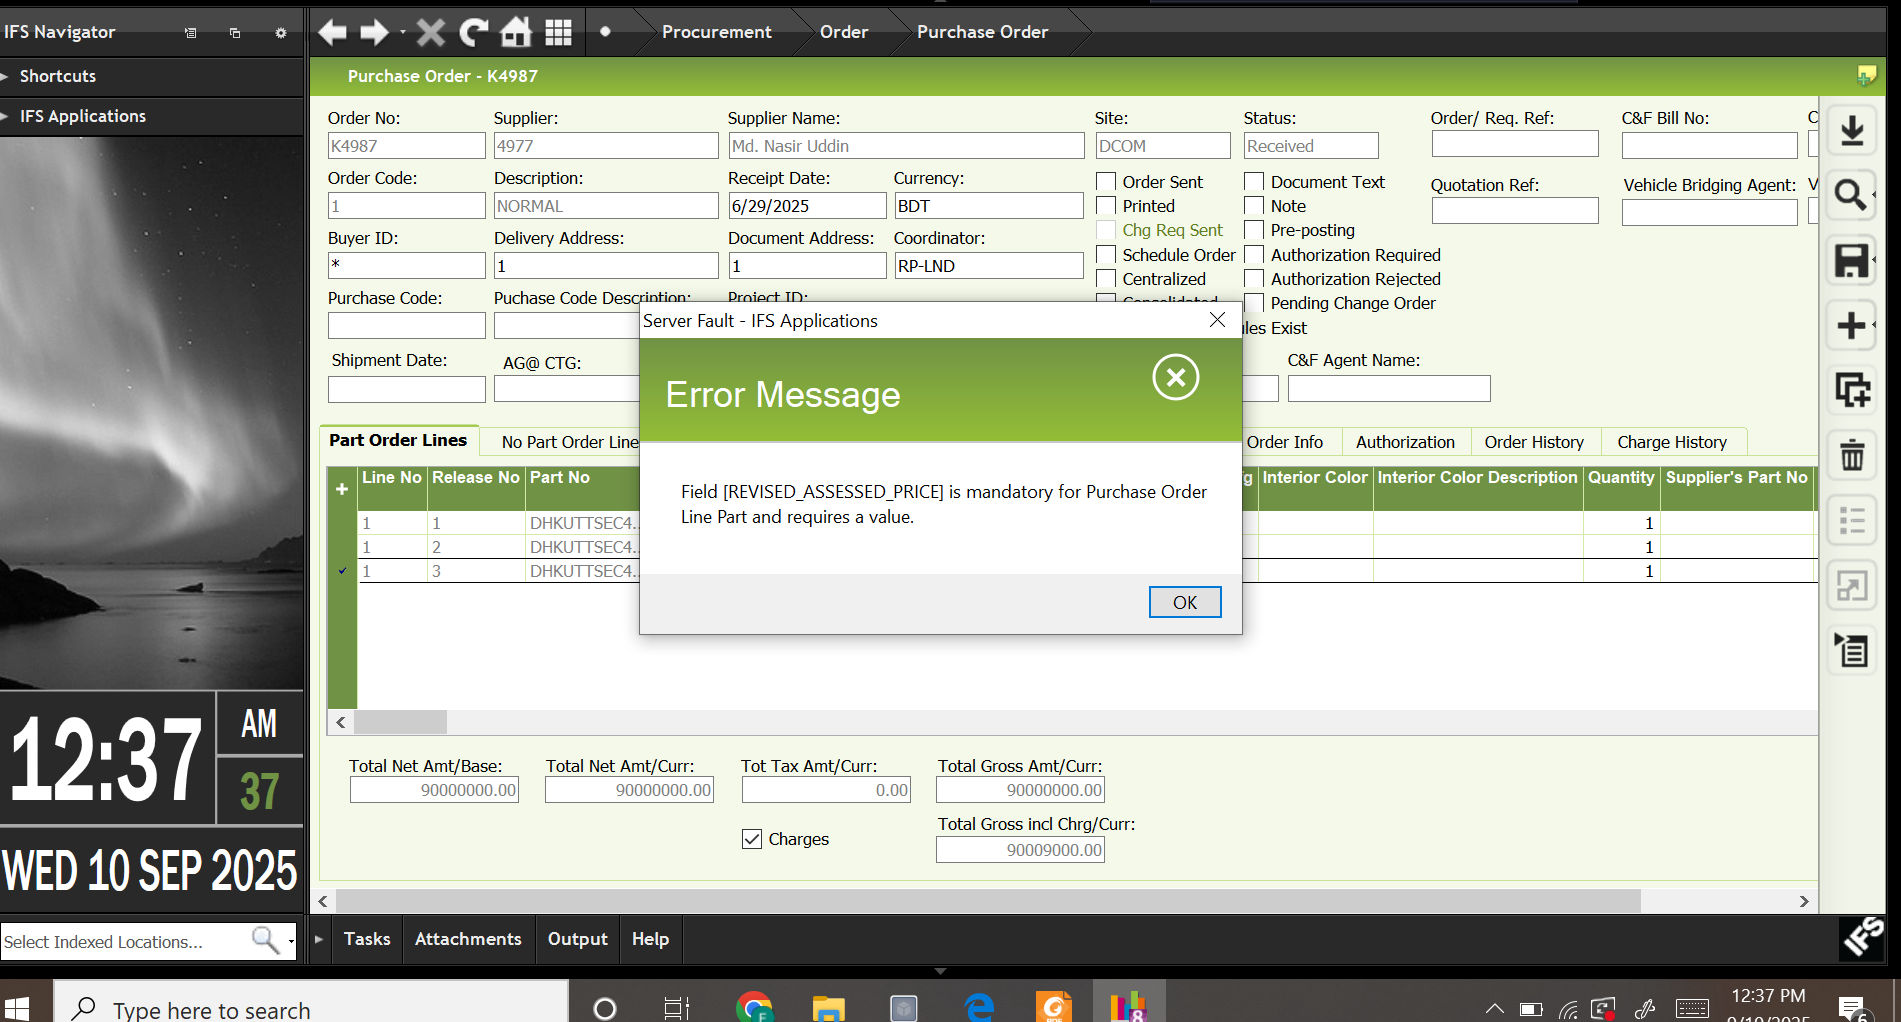 IFS Navigator
Procurement
Order
Purchase Order
Shortcuts
IFS Applications
Purchase Order - K4987
Order No:
Supplier:
Supplier Name:
Site:
Status:
Order/ Req. Ref:
C&F Bill No:
K4987
4977
Md. Nasir Uddin
DCOM
Received
Order Code:
Description:
Receipt Date:
Currency:
Order Sent
Document Text
Quotation Ref:
Vehicle Bridging Agent:
1
NORMAL
6/29/2025
BDT
Printed
Note
Buyer ID:
Delivery Address:
Document Address:
Coordinator:
Chg Req Sent
Pre-posting
*
1
1
RP-LND
Schedule Order
Authorization Required
Centralized
Authorization Rejected
Purchase Code:
Puchase Code Description:
Project ID:
Consolidated
Pending Change Order
ules Exist
Shipment Date:
AG@ CTG:
C&F Agent Name:
Server Fault - IFS Applications
Error Message
Field [REVISED_ASSESSED_PRICE] is mandatory for Purchase Order
Line Part and requires a value.
OK
Part Order Lines
No Part Order Line
Order Info
Authorization
Order History
Charge History
Line No
Release No
Part No
g
Interior Color
Interior Color Description
Quantity
Supplier's Part No
1 1 DHKUTTSEC4.. 1
1 2 DHKUTTSEC4.. 1
1 3 DHKUTTSEC4.. 1
Total Net Amt/Base:
Total Net Amt/Curr:
Tot Tax Amt/Curr:
Total Gross Amt/Curr:
90000000.00
90000000.00
0.00
90000000.00
Charges
Total Gross incl Chrg/Curr:
90009000.00
12:37
AM
37
WED 10 SEP 2025
Select Indexed Locations...
Tasks
Attachments
Output
Help
IFS
Type here to search
12:37 PM